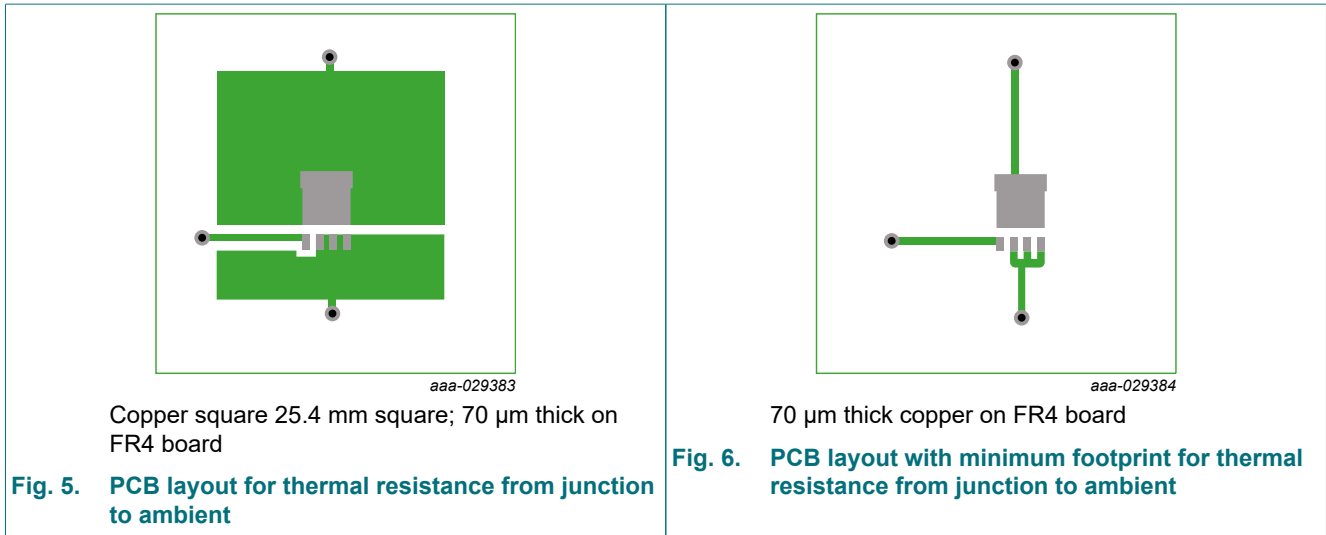 aaa-029383
Copper square 25.4 mm square; 70 µm thick on
FR4 board
Fig. 5. PCB layout for thermal resistance from junction
to ambient
aaa-029384
70 µm thick copper on FR4 board
Fig. 6. PCB layout with minimum footprint for thermal
resistance from junction to ambient